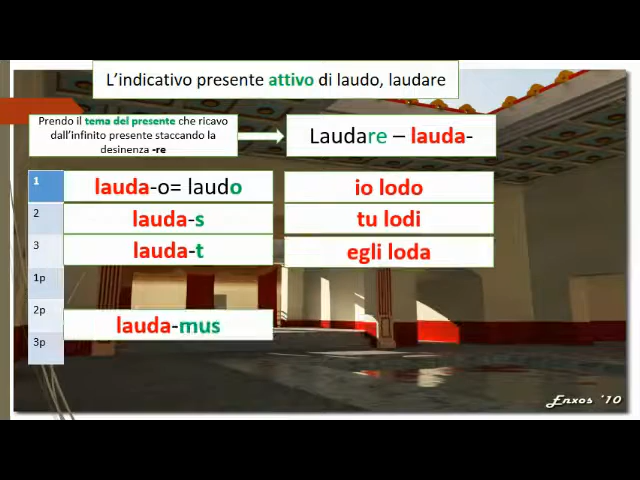 L'indicativo presente attivo di laudo, laudare
Prendo il tema del presente che ricavo
dall'infinito presente staccando la
desinenza -re
Laudare – lauda-
1 lauda-o= laudo io lodo
2 lauda-s tu lodi
3 lauda-t egli loda
1p
2p
lauda-mus
3p
Enxos '10